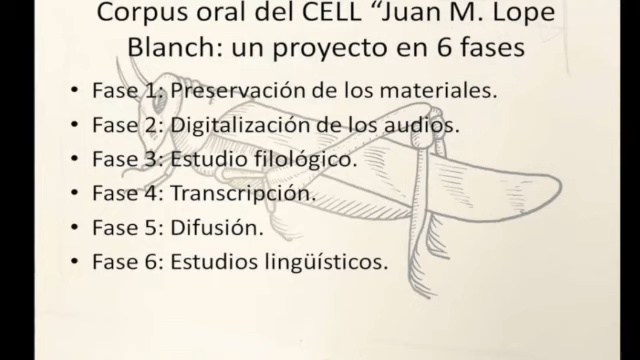 Corpus oral del CELL “Juan M. Lope
Blanch: un proyecto en 6 fases
• Fase 1: Preservación de los materiales.
• Fase 2: Digitalización de los audios.
• Fase 3: Estudio filológico.
• Fase 4: Transcripción.
• Fase 5: Difusión.
• Fase 6: Estudios lingüísticos.